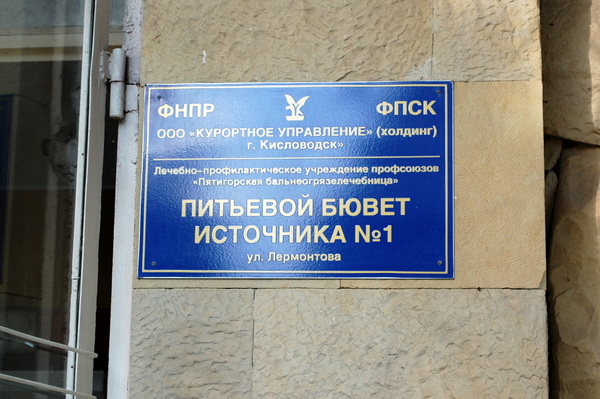 ФНПР ФПСК
ООО «КУРОРТНОЕ УПРАВЛЕНИЕ» (холдинг)
г. Кисловодск»
Лечебно-профилактическое учреждение профсоюзов
«Пятигорская бальнеогрязелечебница»
ПИТЬЕВОЙ БЮВЕТ
ИСТОЧНИКА №1
ул. Лермонтова